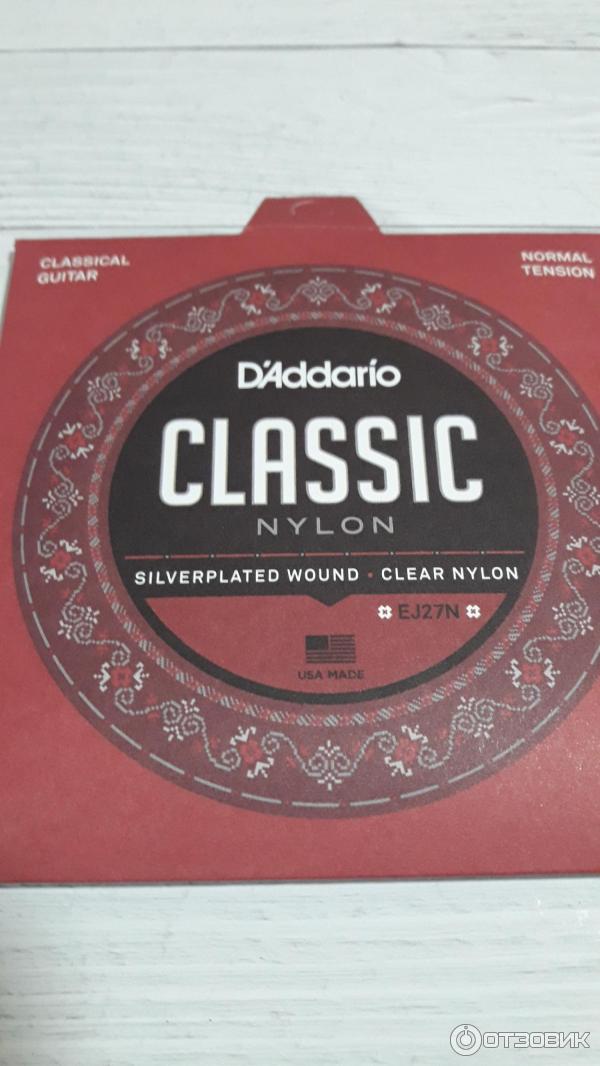 CLASSICAL
GUITAR
NORMAL
TENSION
D'Addario
CLASSIC
NYLON
SILVERPLATED WOUND · CLEAR NYLON
EJ27N
USA MADE
ОТЗОВИК